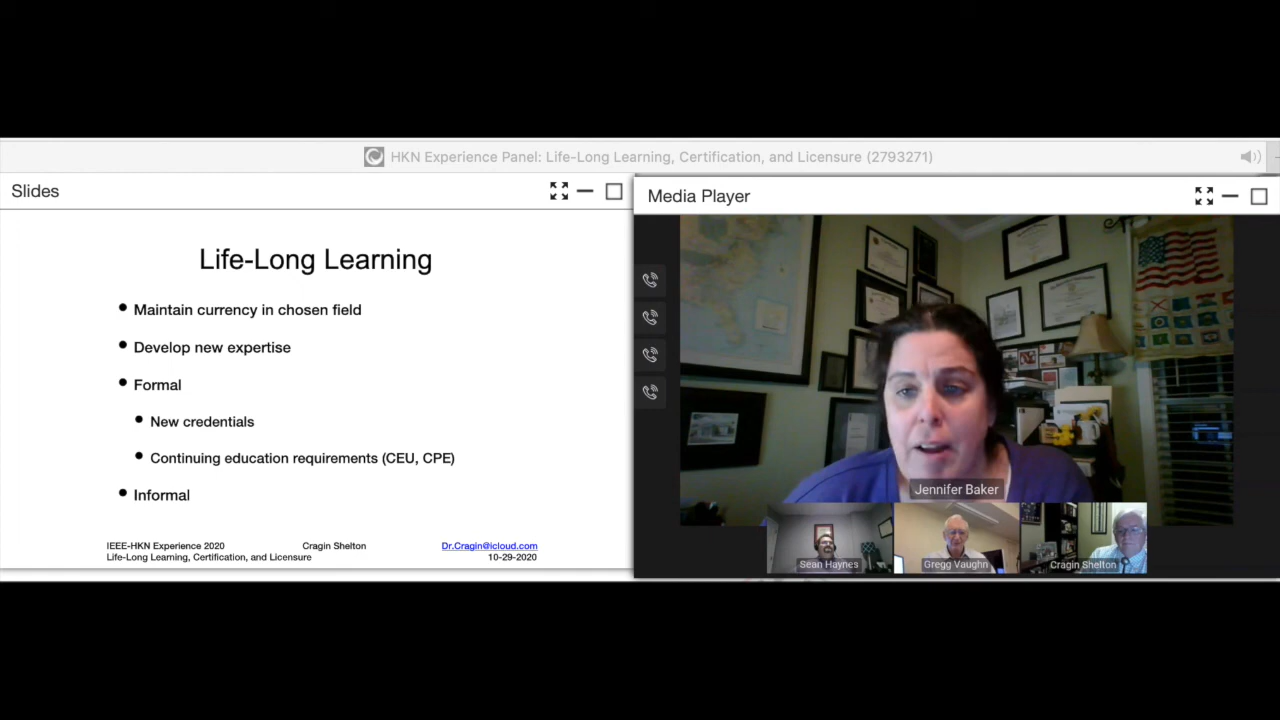 HKN Experience Panel: Life-Long Learning, Certification, and Licensure (2793271)
Slides
Life-Long Learning
Maintain currency in chosen field
Develop new expertise
Formal
New credentials
Continuing education requirements (CEU, CPE)
Informal
IEEE-HKN Experience 2020 Cragin Shelton Dr.Cragin@icloud.com
Life-Long Learning, Certification, and Licensure 10-29-2020
Media Player
Jennifer Baker
Sean Haynes Gregg Vaughn Cragin Shelton